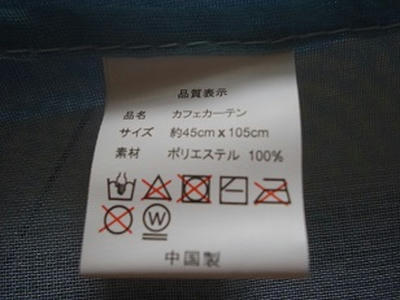 品質表示
品名 カフェカーテン
サイズ 約45cm x 105cm
素材 ポリエステル 100%
W
中国製